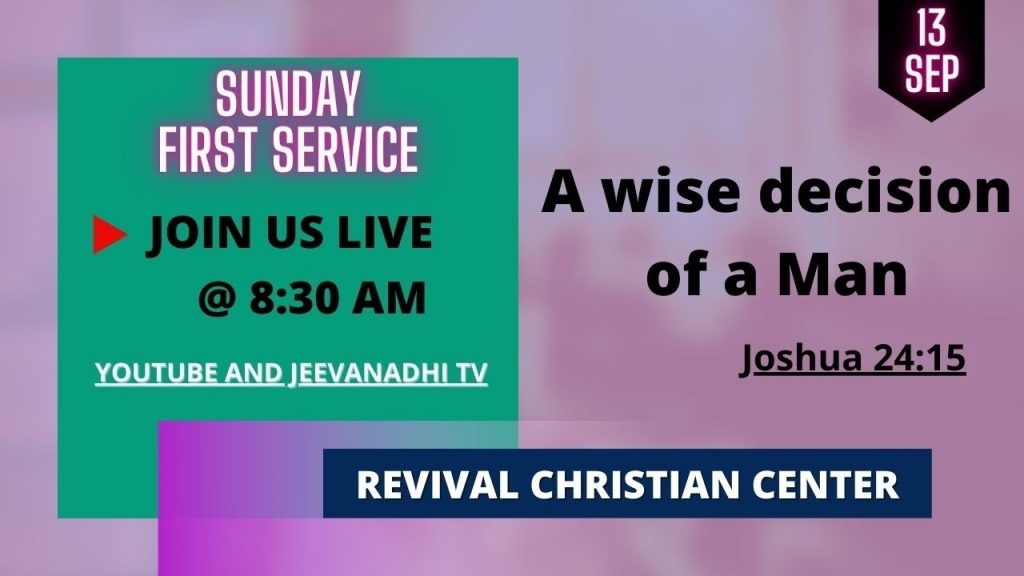 13
SEP
SUNDAY
FIRST SERVICE
JOIN US LIVE
@ 8:30 AM
YOUTUBE AND JEEVANADHI TV
A wise decision
of a Man
Joshua 24:15
REVIVAL CHRISTIAN CENTER